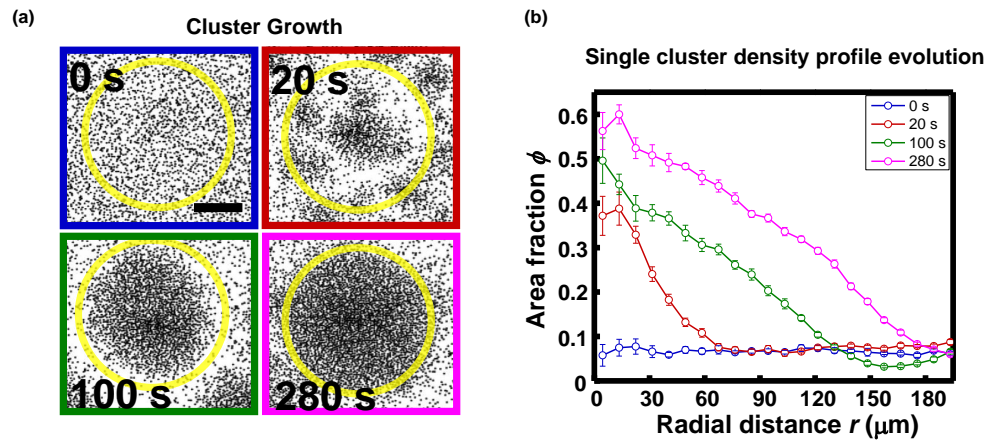 (a)
Cluster Growth
0 s
20 s
100 s
280 s
(b)
Single cluster density profile evolution
Area fraction ϕ
0.6
0.5
0.4
0.3
0.2
0.1
0
0 30 60 90 120 150 180
Radial distance r (μm)
0 s
20 s
100 s
280 s